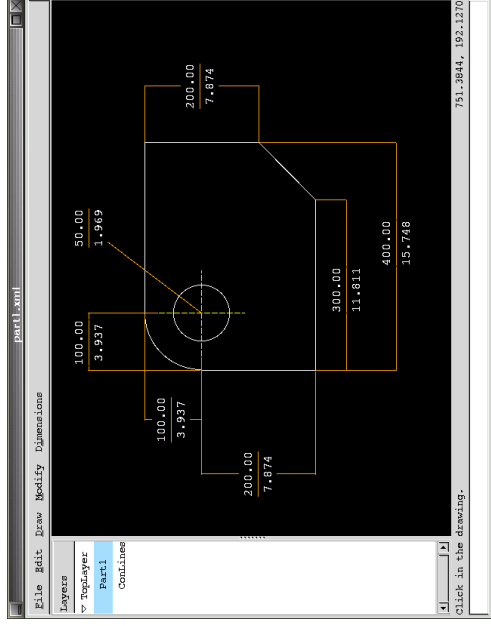 part1.xml
File Edit Draw Modify Dimensions
Layers
▽ TopLayer
Part1
ConLines
100.00
3.937
50.00
1.969
100.00
3.937
200.00
7.874
200.00
7.874
300.00
11.811
400.00
15.748
Click in the drawing.
751.3844, 192.1270